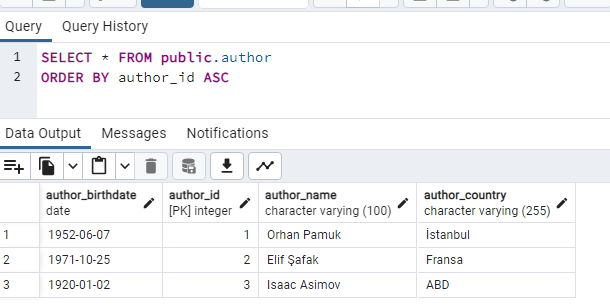 Query Query History
1 SELECT * FROM public.author
2 ORDER BY author_id ASC
Data Output Messages Notifications
author_birthdate author_id author_name author_country
date [PK] integer character varying (100) character varying (255)
1 1952-06-07 1 Orhan Pamuk İstanbul
2 1971-10-25 2 Elif Şafak Fransa
3 1920-01-02 3 Isaac Asimov ABD